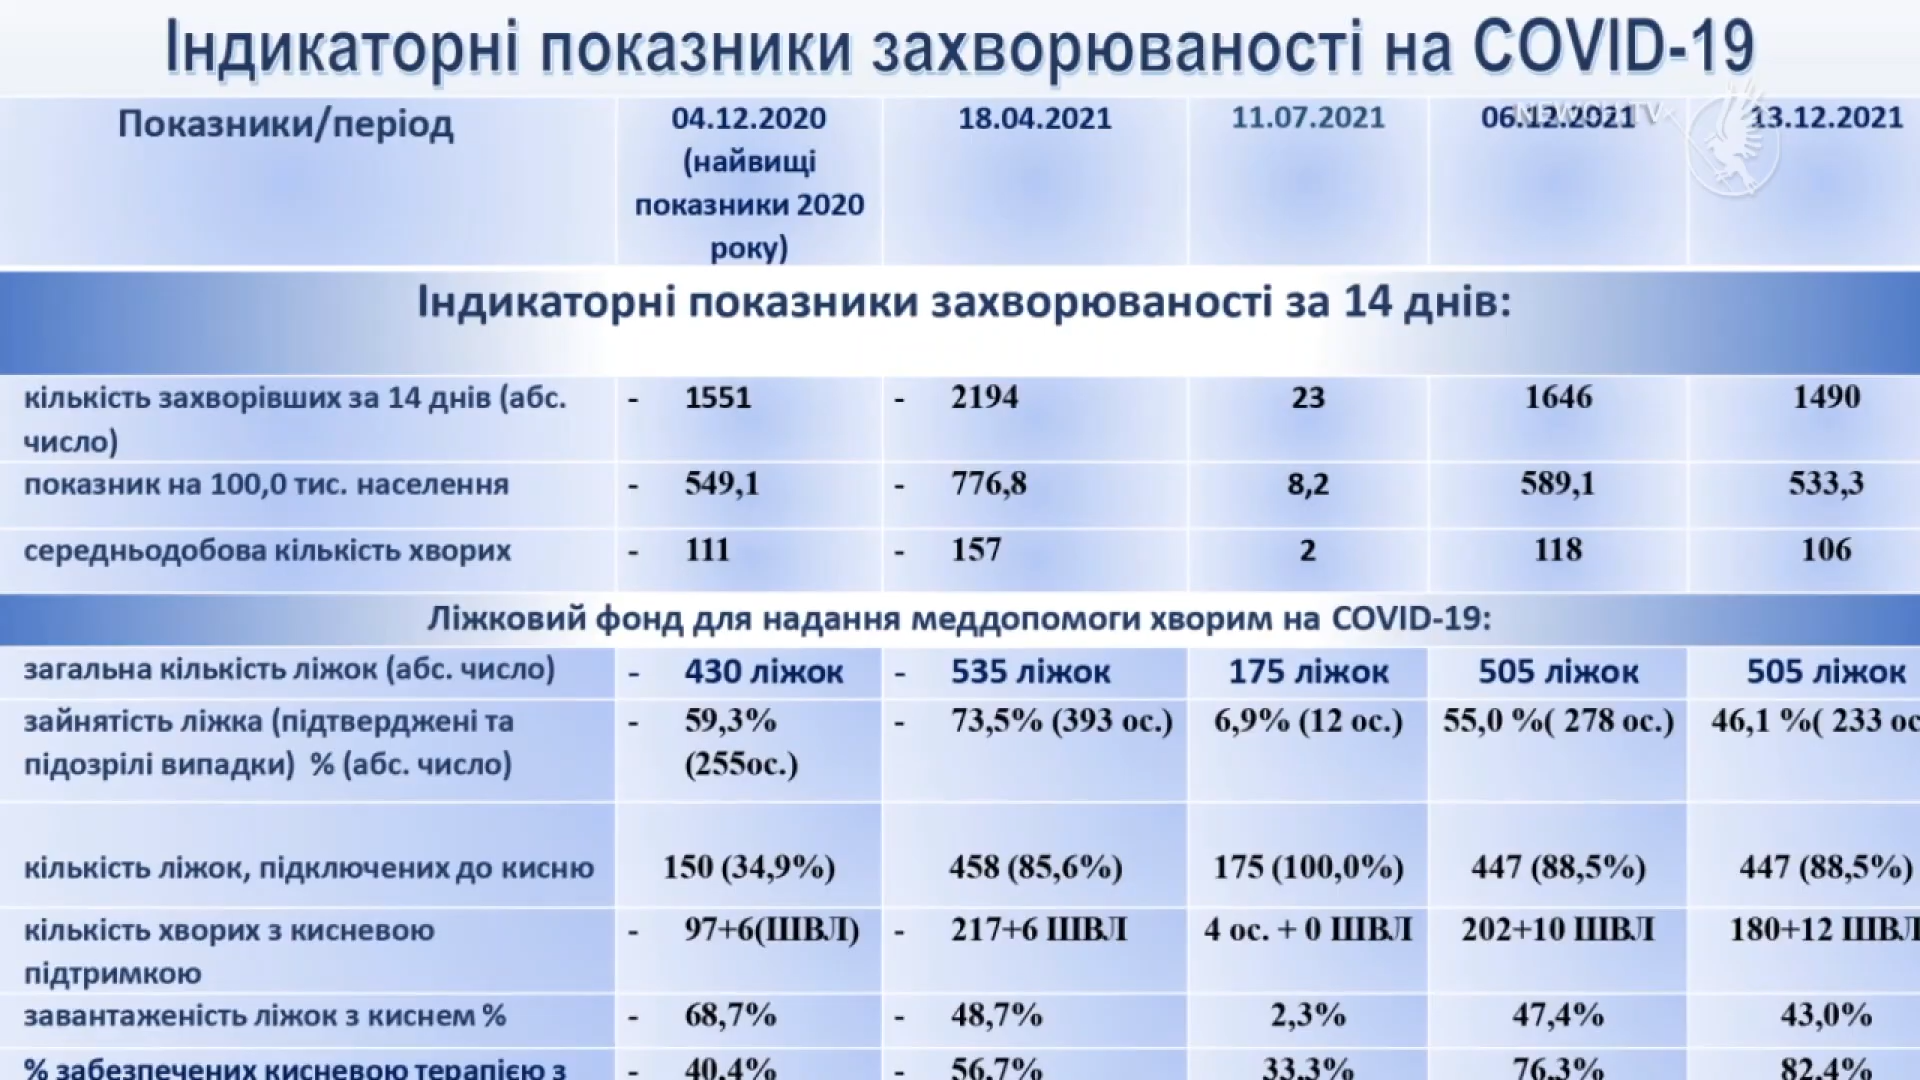 Індикаторні показники захворюваності на COVID-19
Показники/період
04.12.2020
(найвищі
показники 2020
року)
18.04.2021
11.07.2021
06.12.2021
13.12.2021
NEWCH.TV
Індикаторні показники захворюваності за 14 днів:
кількість захворівших за 14 днів (абс.
число)
- 1551
- 2194
23
1646
1490
показник на 100,0 тис. населення
- 549,1
- 776,8
8,2
589,1
533,3
середньодобова кількість хворих
- 111
- 157
2
118
106
Ліжковий фонд для надання меддопомоги хворим на COVID-19:
загальна кількість ліжок (абс. число)
- 430 ліжок
- 535 ліжок
175 ліжок
505 ліжок
505 ліжок
зайнятість ліжка (підтверджені та
підозрілі випадки) % (абс. число)
- 59,3%
(255ос.)
- 73,5% (393 ос.)
6,9% (12 ос.)
55,0 %( 278 ос.)
46,1 %( 233 ос
кількість ліжок, підключених до кисню
150 (34,9%)
458 (85,6%)
175 (100,0%)
447 (88,5%)
447 (88,5%)
кількість хворих з кисневою
підтримкою
- 97+6(ШВЛ)
- 217+6 ШВЛ
4 ос. + 0 ШВЛ
202+10 ШВЛ
180+12 ШВЛ
завантаженість ліжок з киснем %
- 68,7%
- 48,7%
2,3%
47,4%
43,0%
% забезпечених кисневою терапією з
- 40,4%
- 56,7%
33,3%
76,3%
82,4%